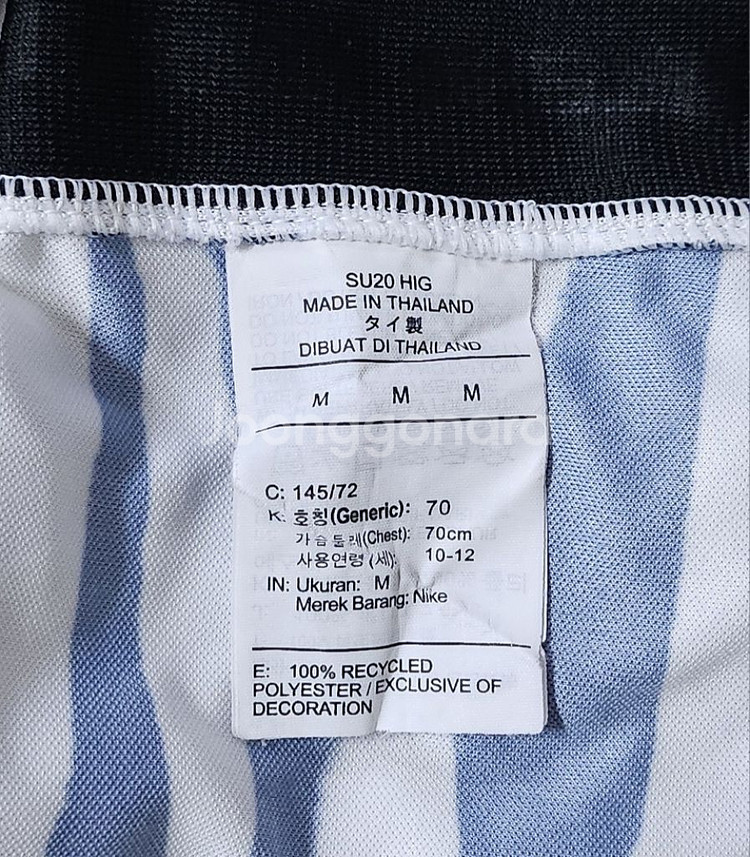 SU20 HIG
MADE IN THAILAND
タイ製
DIBUAT DI THAILAND
M M M
Joonggonara
C: 145/72
K: 호칭(Generic): 70
가슴둘레(Chest): 70cm
사용연령(세): 10-12
IN: Ukuran: M
Merek Barang: Nike
E: 100% RECYCLED
POLYESTER / EXCLUSIVE OF
DECORATION